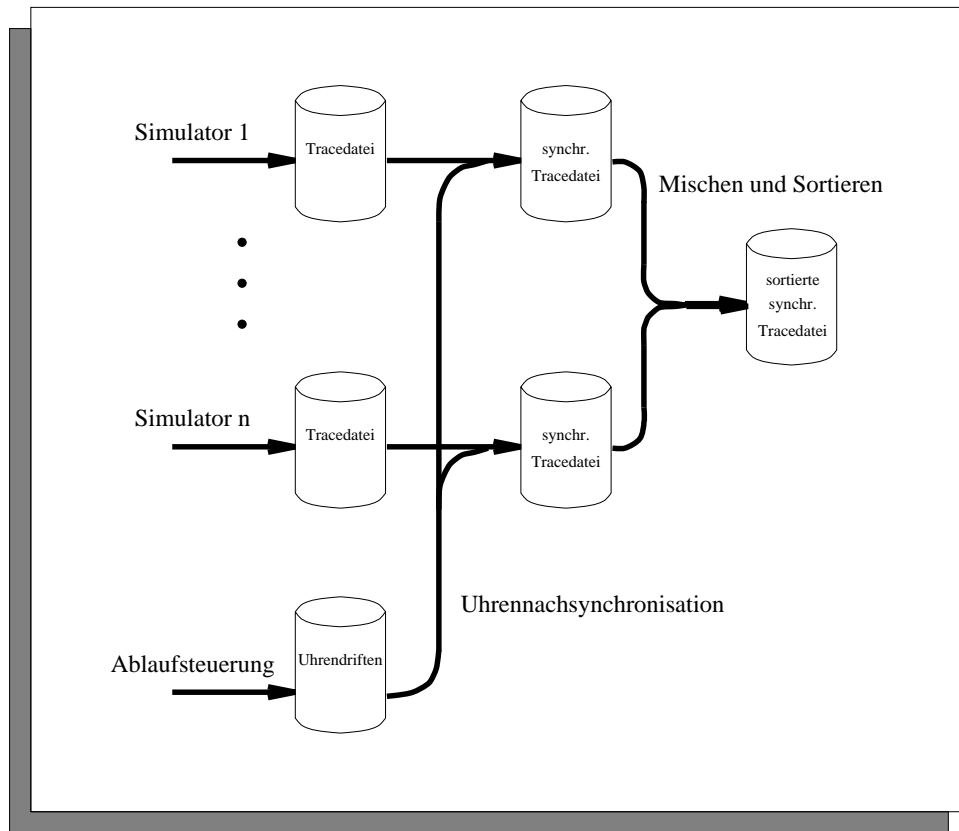 Simulator 1
Tracedatei
synchr.
Tracedatei
Mischen und Sortieren
sortierte
synchr.
Tracedatei
Simulator n
Tracedatei
synchr.
Tracedatei
Uhrennachsynchronisation
Ablaufsteuerung
Uhrendriften